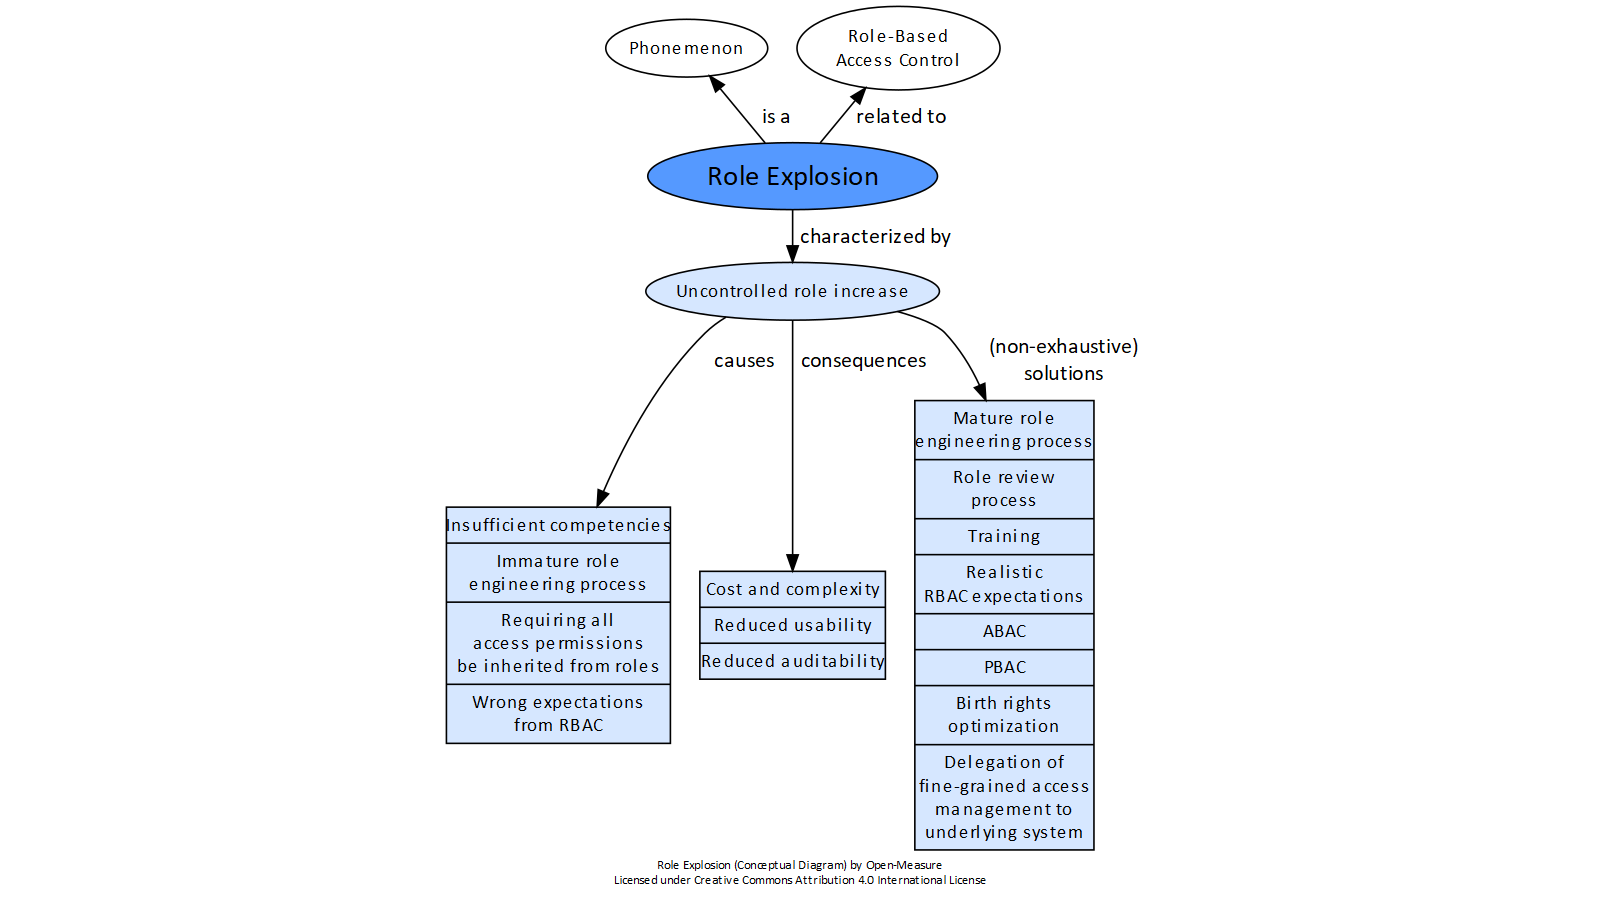 Phonemenon
Role-Based
Access Control
is a
related to
Role Explosion
characterized by
Uncontrolled role increase
causes
consequences
(non-exhaustive)
solutions
Insufficient competencies
Immature role
engineering process
Requiring all
access permissions
be inherited from roles
Wrong expectations
from RBAC
Cost and complexity
Reduced usability
Reduced auditability
Mature role
engineering process
Role review
process
Training
Realistic
RBAC expectations
ABAC
PBAC
Birth rights
optimization
Delegation of
fine-grained access
management to
underlying system
Role Explosion (Conceptual Diagram) by Open-Measure
Licensed under Creative Commons Attribution 4.0 International License